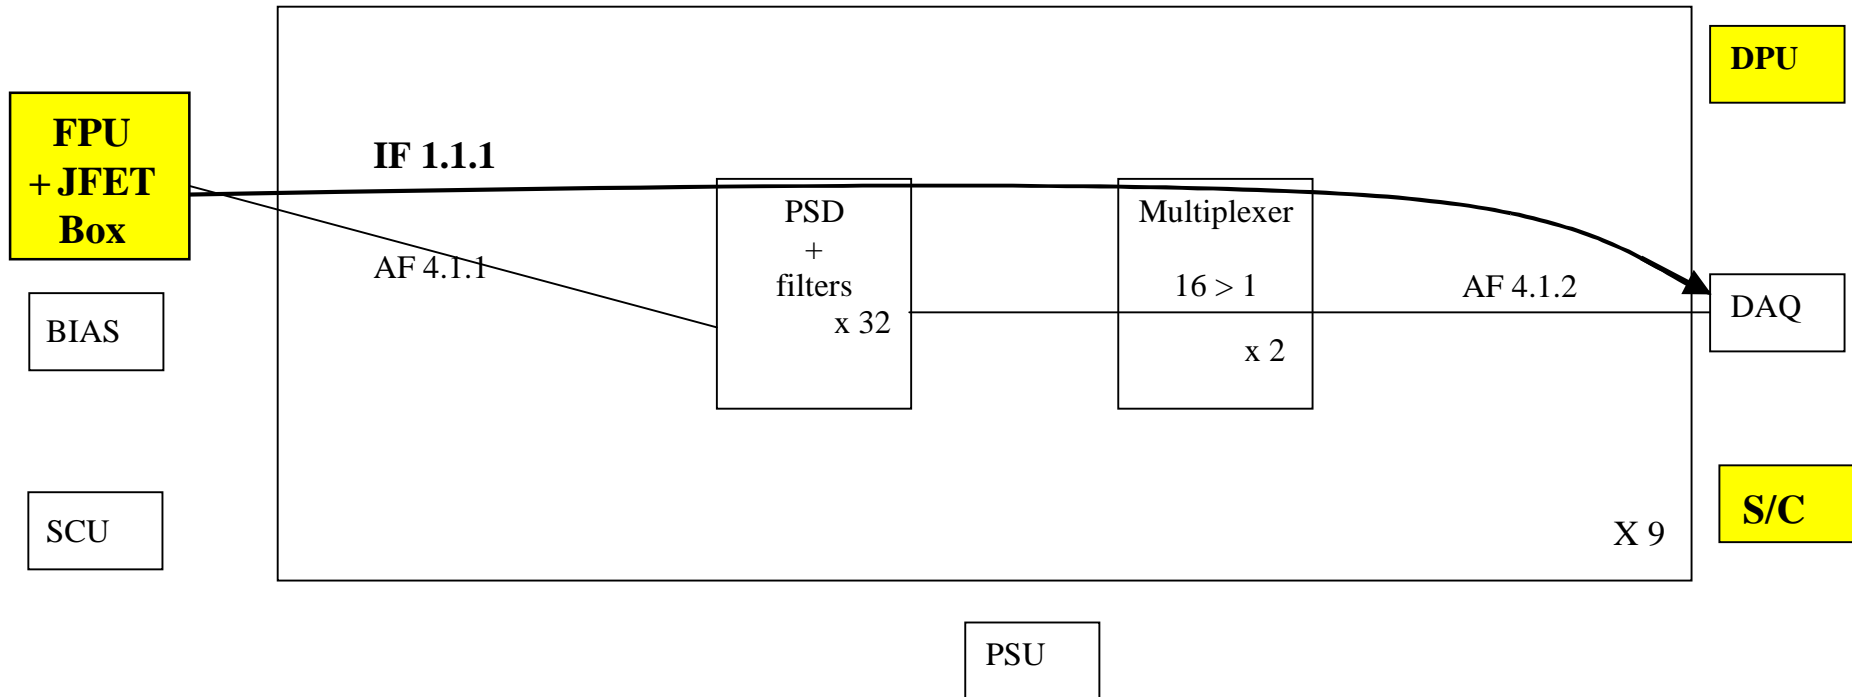 DPU
FPU
+ JFET
Box
IF 1.1.1
PSD
+
filters
x 32
Multiplexer
16 > 1
x 2
AF 4.1.1
AF 4.1.2
BIAS
DAQ
SCU
S/C
X 9
PSU